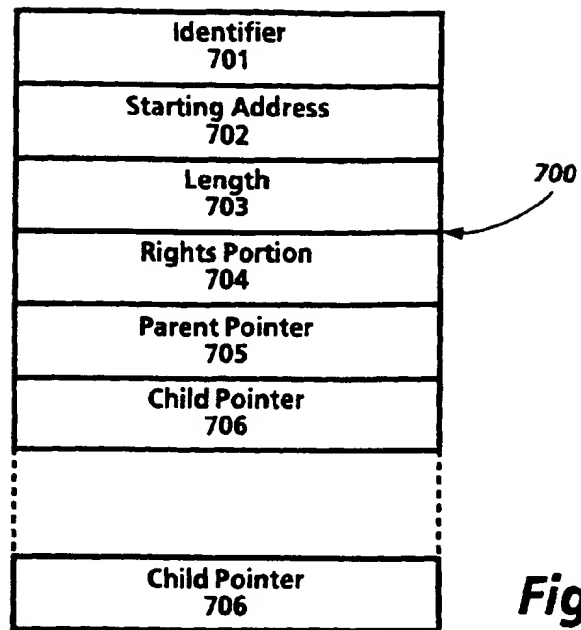 Identifier
701
Starting Address
702
Length
703
700
Rights Portion
704
Parent Pointer
705
Child Pointer
706
Child Pointer
706
Fig